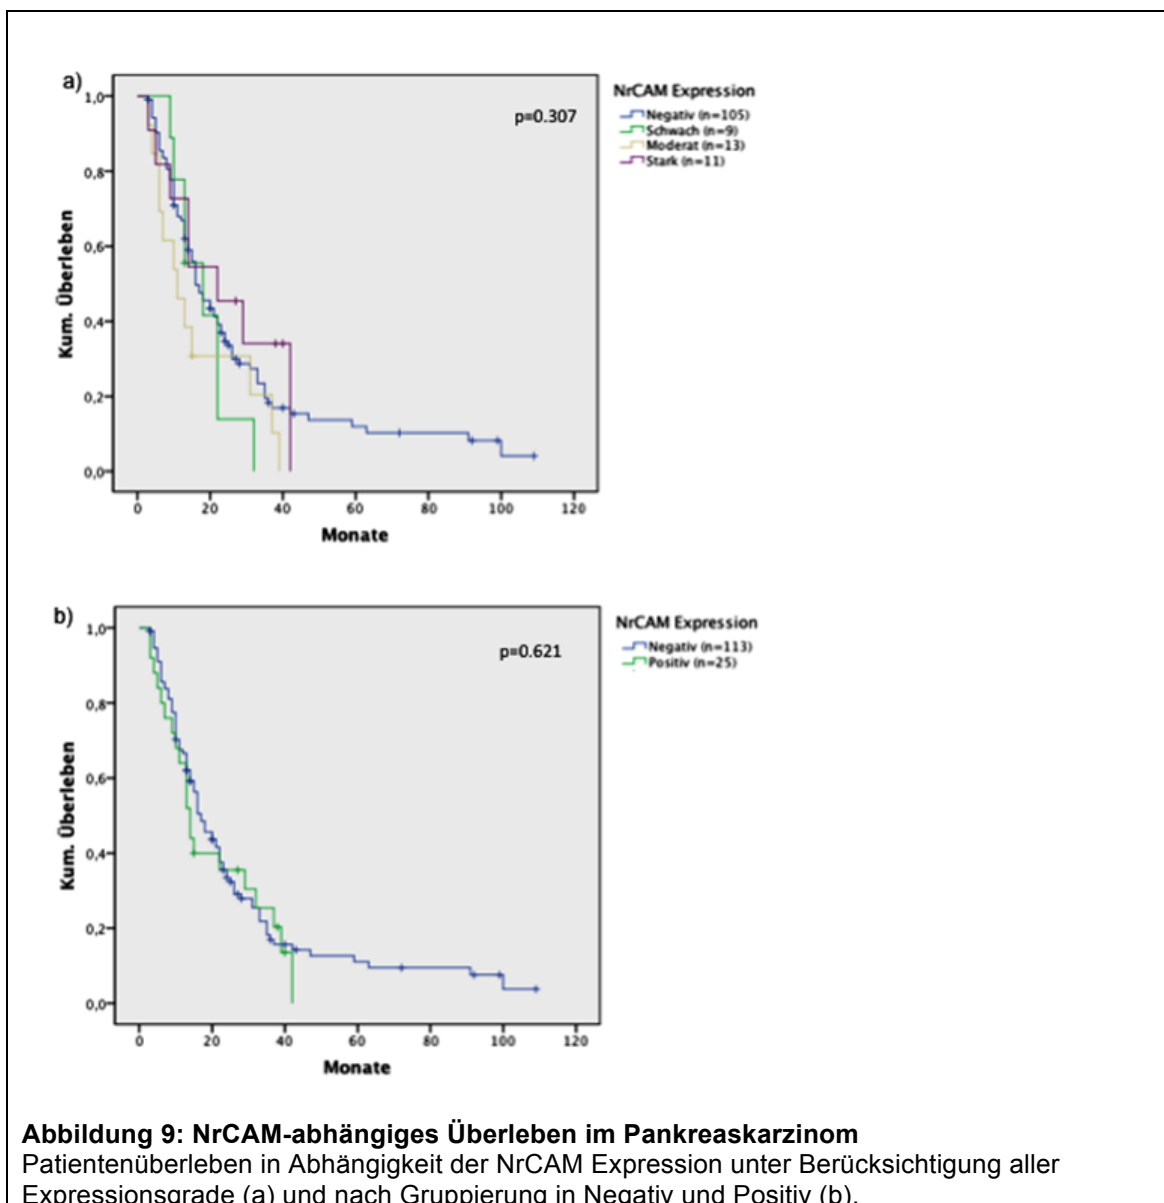 a)
p=0.307
NrCAM Expression
Negativ (n=105)
Schwach (n=9)
Moderat (n=13)
Stark (n=11)
Kum. Überleben
1,0
0,8
0,6
0,4
0,2
0,0
0 20 40 60 80 100 120
Monate
b)
p=0.621
NrCAM Expression
Negativ (n=113)
Positiv (n=25)
Kum. Überleben
1,0
0,8
0,6
0,4
0,2
0,0
0 20 40 60 80 100 120
Monate
Abbildung 9: NrCAM-abhängiges Überleben im Pankreaskarzinom
Patientenüberleben in Abhängigkeit der NrCAM Expression unter Berücksichtigung aller
Expressionsgrade (a) und nach Gruppierung in Negativ und Positiv (b).